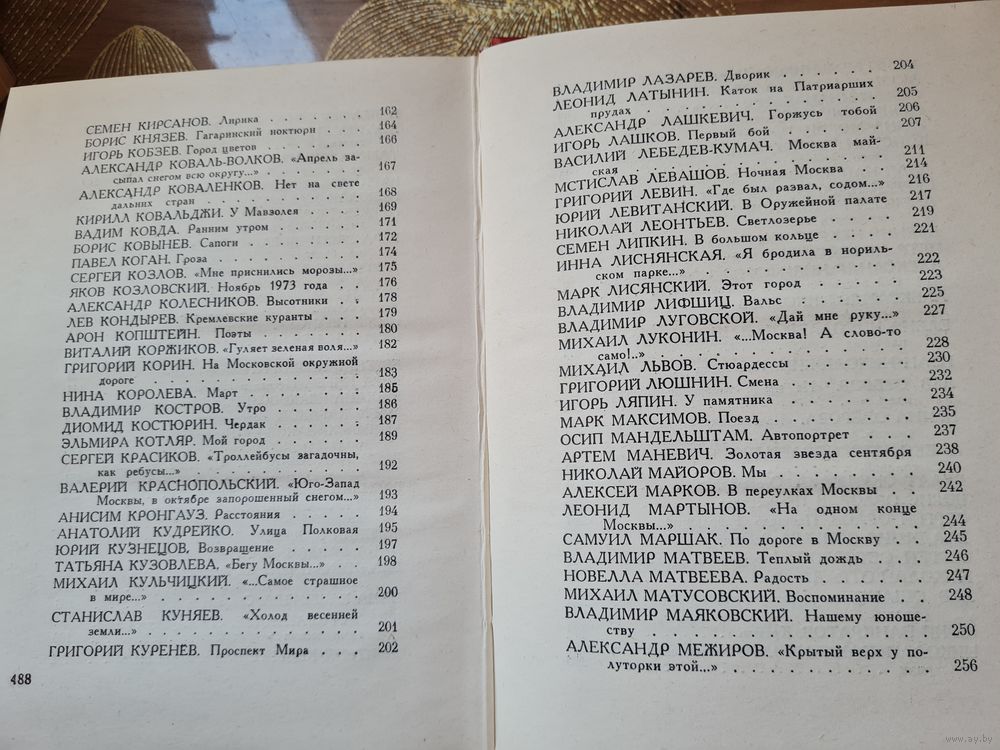 СЕМЕН КИРСАНОВ. Лирика . . . . . . . 162
БОРИС КНЯЗЕВ. Гагаринский ноктюрн . . . 164
ИГОРЬ КОБЗЕВ. Город цветов . . . . . . 166
АЛЕКСАНДР КОВАЛЬ-ВОЛКОВ. «Апрель за-
сыпал снегом всю округу...» . . . . . . 167
АЛЕКСАНДР КОВАЛЕНКОВ. Нет на свете
дальних стран . . . . . . . . . . 168
КИРИЛЛ КОВАЛЬДЖИ. У Мавзолея . . . . 169
ВАДИМ КОВДА. Ранним утром . . . . . . 171
БОРИС КОВЫНЕВ. Сапоги . . . . . . . 172
ПАВЕЛ КОГАН. Гроза . . . . . . . . . 174
СЕРГЕЙ КОЗЛОВ. «Мне приснились морозы...» 175
ЯКОВ КОЗЛОВСКИЙ. Ноябрь 1973 года . . 176
АЛЕКСАНДР КОЛЕСНИКОВ. Высотники . . 178
ЛЕВ КОНДЫРЕВ. Кремлевские куранты . . . 179
АРОН КОПШТЕЙН. Поэты . . . . . . . 180
ВИТАЛИЙ КОРЖИКОВ. «Гуляет зеленая воля...» 182
ГРИГОРИЙ КОРИН. На Московской окружной
дороге . . . . . . . . . . . . . 183
НИНА КОРОЛЕВА. Март . . . . . . . . 185
ВЛАДИМИР КОСТРОВ. Утро . . . . . . 186
ДИОМИД КОСТЮРИН. Чердак . . . . . . 187
ЭЛЬМИРА КОТЛЯР. Мой город . . . . . . 189
СЕРГЕЙ КРАСИКОВ. «Троллейбусы загадочны,
как ребусы...» . . . . . . . . . . . 192
ВАЛЕРИЙ КРАСНОПОЛЬСКИЙ. «Юго-Запад
Москвы, в октябре запорошенный снегом...» 193
АНИСИМ КРОНГАУЗ. Расстояния . . . . . 194
АНАТОЛИЙ КУДРЕЙКО. Улица Полковая 195
ЮРИЙ КУЗНЕЦОВ. Возвращение . . . . . 197
ТАТЬЯНА КУЗОВЛЕВА. «Бегу Москвы...» . . 198
МИХАИЛ КУЛЬЧИЦКИЙ. «...Самое страшное
в мире...» . . . . . . . . . . . . 200
СТАНИСЛАВ КУНЯЕВ. «Холод весенней
земли...» . . . . . . . . . . . . . 201
ГРИГОРИЙ КУРЕНЕВ. Проспект Мира . . . 202
488
ВЛАДИМИР ЛАЗАРЕВ. Дворик . . . . . . 204
ЛЕОНИД ЛАТЫНИН. Каток на Патриарших
прудах . . . . . . . . . . . . . 205
АЛЕКСАНДР ЛАШКЕВИЧ. Горжусь тобой 206
ИГОРЬ ЛАШКОВ. Первый бой . . . . . . 207
ВАСИЛИЙ ЛЕБЕДЕВ-КУМАЧ. Москва май-
ская . . . . . . . . . . . . . . 211
МСТИСЛАВ ЛЕВАШОВ. Ночная Москва . . 214
ГРИГОРИЙ ЛЕВИН. «Где был развал, содом...» 216
ЮРИЙ ЛЕВИТАНСКИЙ. В Оружейной палате 217
НИКОЛАЙ ЛЕОНТЬЕВ. Светлозерье . . . 219
СЕМЕН ЛИПКИН. В большом кольце . . . 221
ИННА ЛИСНЯНСКАЯ. «Я бродила в нориль-
ском парке...» . . . . . . . . . . . 222
МАРК ЛИСЯНСКИЙ. Этот город . . . . . 223
ВЛАДИМИР ЛИФШИЦ. Вальс . . . . . . 225
ВЛАДИМИР ЛУГОВСКОЙ. «Дай мне руку...» 227
МИХАИЛ ЛУКОНИН. «...Москва! А слово-то
само!..» . . . . . . . . . . . . . 228
МИХАИЛ ЛЬВОВ. Стюардессы . . . . . . 230
ГРИГОРИЙ ЛЮШНИН. Смена . . . . . . 232
ИГОРЬ ЛЯПИН. У памятника . . . . . . 234
МАРК МАКСИМОВ. Поезд . . . . . . . 235
ОСИП МАНДЕЛЬШТАМ. Автопортрет . . . 237
АРТЕМ МАНЕВИЧ. Золотая звезда сентября 238
НИКОЛАЙ МАЙОРОВ. Мы . . . . . . . 240
АЛЕКСЕЙ МАРКОВ. В переулках Москвы . . 242
ЛЕОНИД МАРТЫНОВ. «На одном конце
Москвы...» . . . . . . . . . . . . 244
САМУИЛ МАРШАК. По дороге в Москву . . 245
ВЛАДИМИР МАТВЕЕВ. Теплый дождь . . . 246
НОВЕЛЛА МАТВЕЕВА. Радость . . . . . 247
МИХАИЛ МАТУСОВСКИЙ. Воспоминание . . 248
ВЛАДИМИР МАЯКОВСКИЙ. Нашему юноше-
ству . . . . . . . . . . . . . . 250
АЛЕКСАНДР МЕЖИРОВ. «Крытый верх у по-
луторки этой...» . . . . . . . . . . 256
www.ay.by